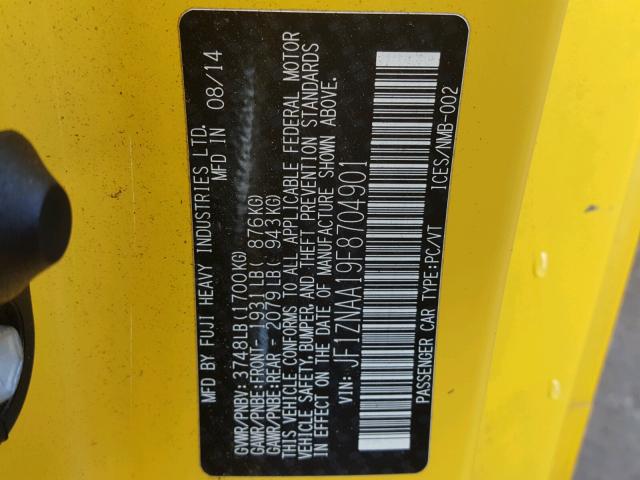 MFD BY FUJI HEAVY INDUSTRIES LTD.
MFD IN 08/14
GVWR/PNBV: 3748LB(1700KG)
GAWR/PNBE:FRONT- 1931LB( 876KG)
GAWR/PNBE:REAR - 2079LB( 943KG)
THIS VEHICLE CONFORMS TO ALL APPLICABLE FEDERAL MOTOR
VEHICLE SAFETY,BUMPER,AND THEFT PREVENTION STANDARDS
IN EFFECT ON THE DATE OF MANUFACTURE SHOWN ABOVE.
VIN: JF1ZNAA19F8704901
ICES/NMB-002
PASSENGER CAR / TYPE:PC/VT